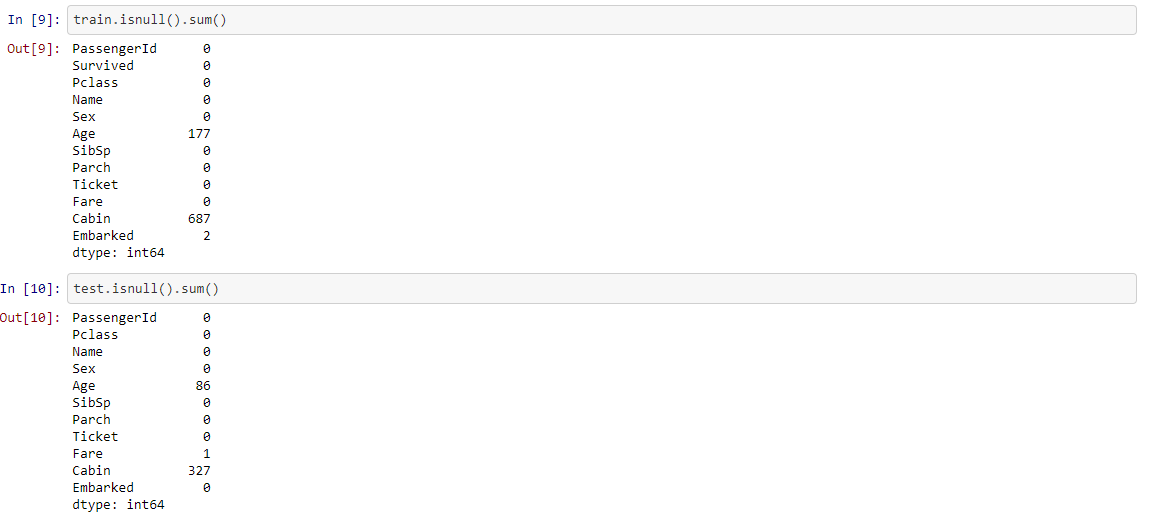 In [9]: train.isnull().sum()
Out[9]: PassengerId 0
Survived 0
Pclass 0
Name 0
Sex 0
Age 177
SibSp 0
Parch 0
Ticket 0
Fare 0
Cabin 687
Embarked 2
dtype: int64
In [10]: test.isnull().sum()
Out[10]: PassengerId 0
Pclass 0
Name 0
Sex 0
Age 86
SibSp 0
Parch 0
Ticket 0
Fare 1
Cabin 327
Embarked 0
dtype: int64